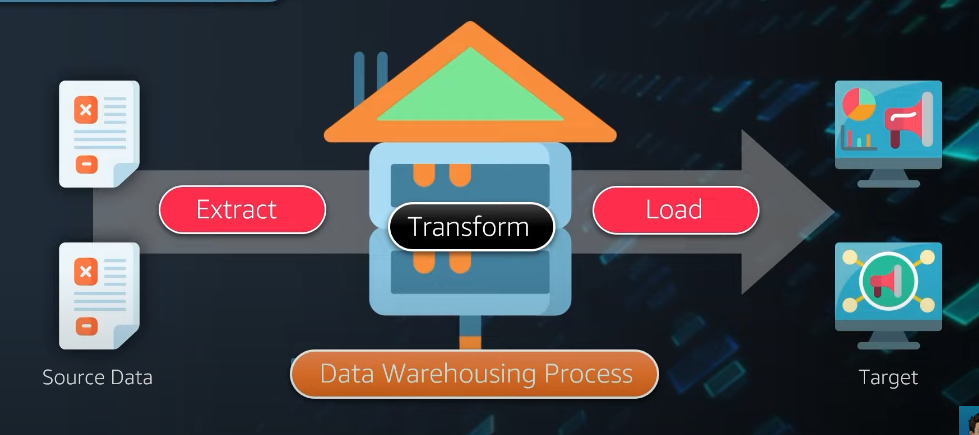 Extract
Transform
Load
Data Warehousing Process
Source Data
Target